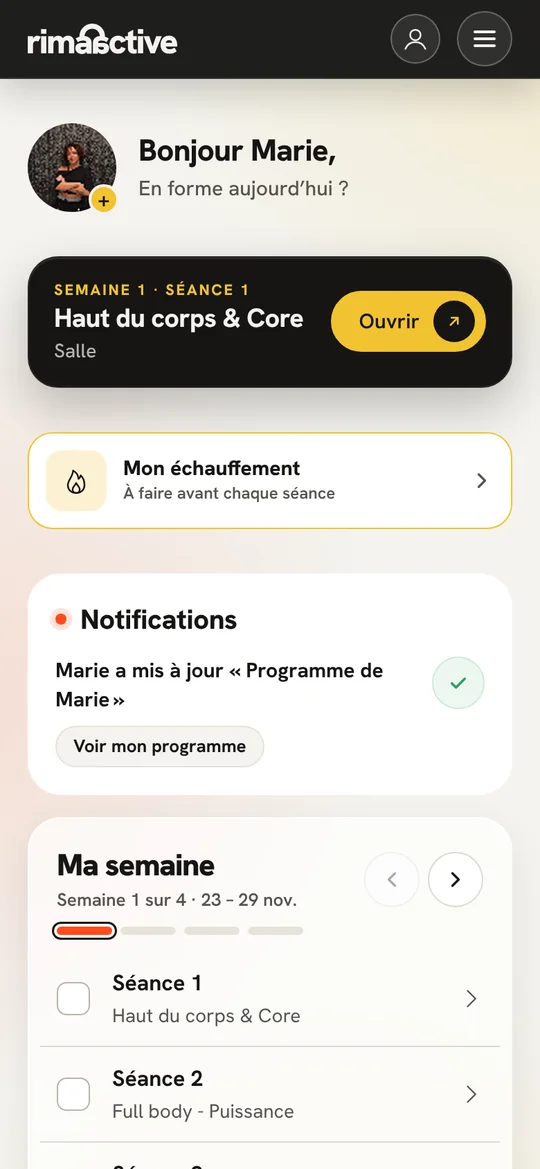 rimaactive
Bonjour Marie,
En forme aujourd’hui ?
SEMAINE 1 · SÉANCE 1
Haut du corps & Core
Salle
Ouvrir
Mon échauffement
À faire avant chaque séance
Notifications
Marie a mis à jour « Programme de
Marie »
Voir mon programme
Ma semaine
Semaine 1 sur 4 · 23 – 29 nov.
Séance 1
Haut du corps & Core
Séance 2
Full body - Puissance